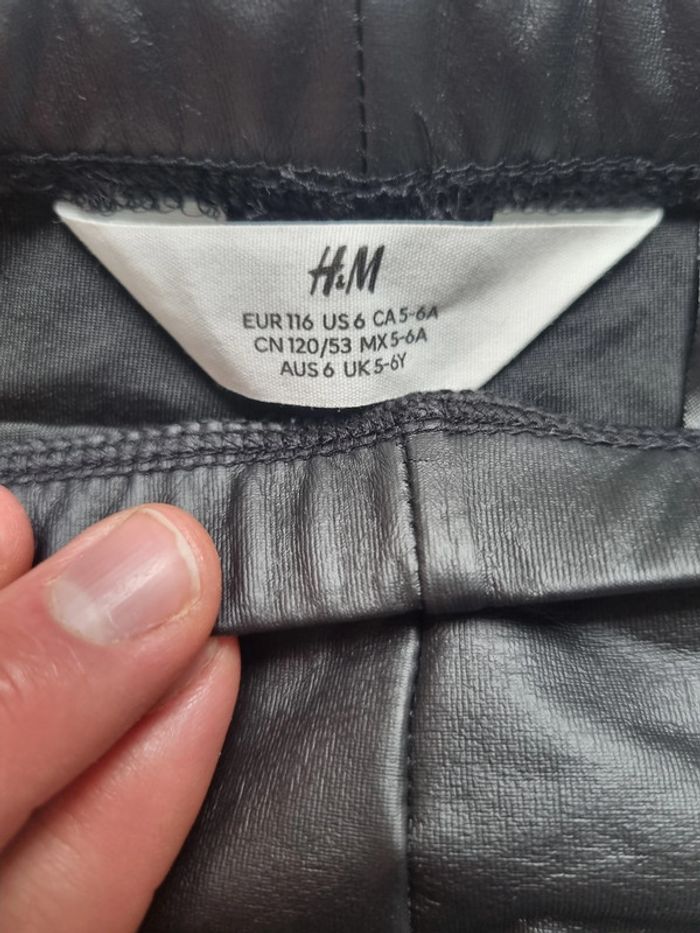 H&M
EUR 116 US 6 CA 5-6A
CN 120/53 MX 5-6A
AUS 6 UK 5-6Y